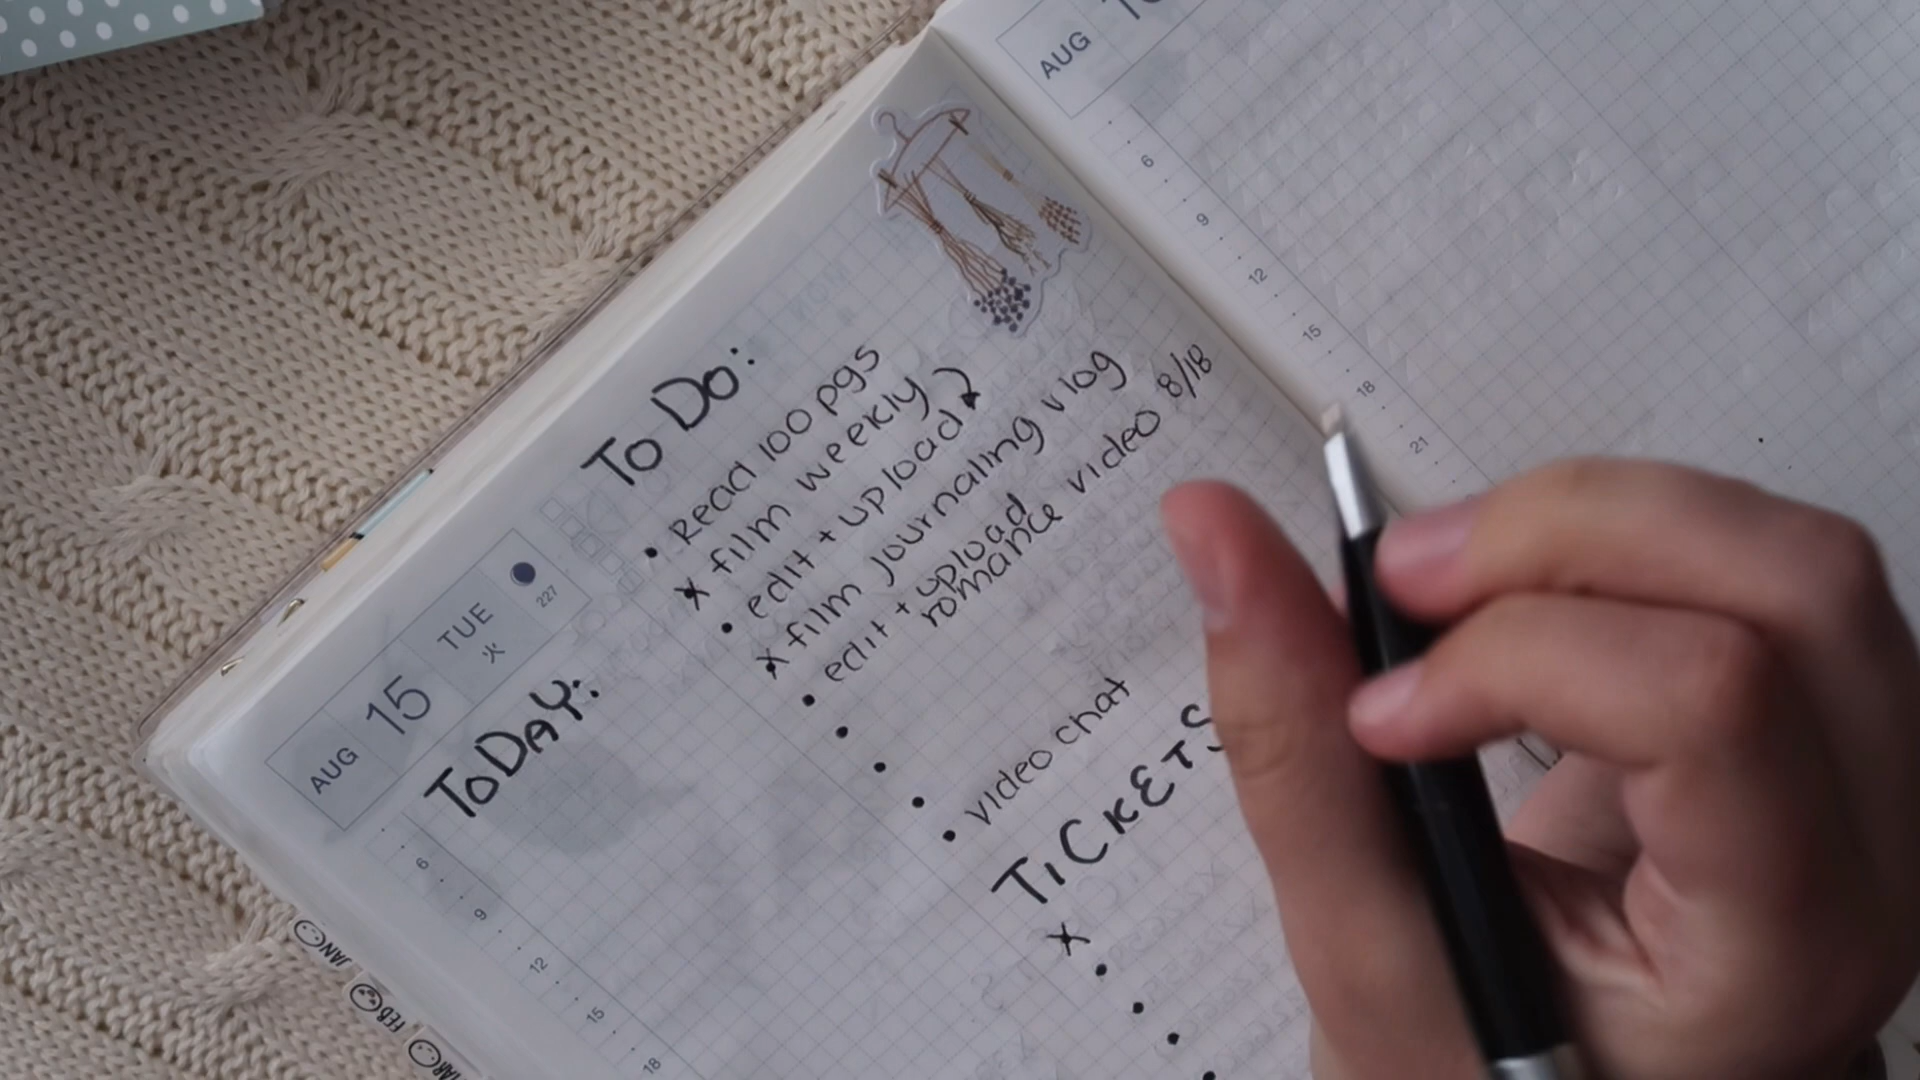 AUG 15 TUE
火 227
To Do:
• Read 100 pgs
x film weekly
• edit + upload
x film journaling vlog
• edit + upload
romance video 8/18
•
•
•
• video chat
TODAY:
TICKETS
x
•
•
•
•
6
9
12
15
18
JAN
FEB
MAR
AUG
6
9
12
15
18
21